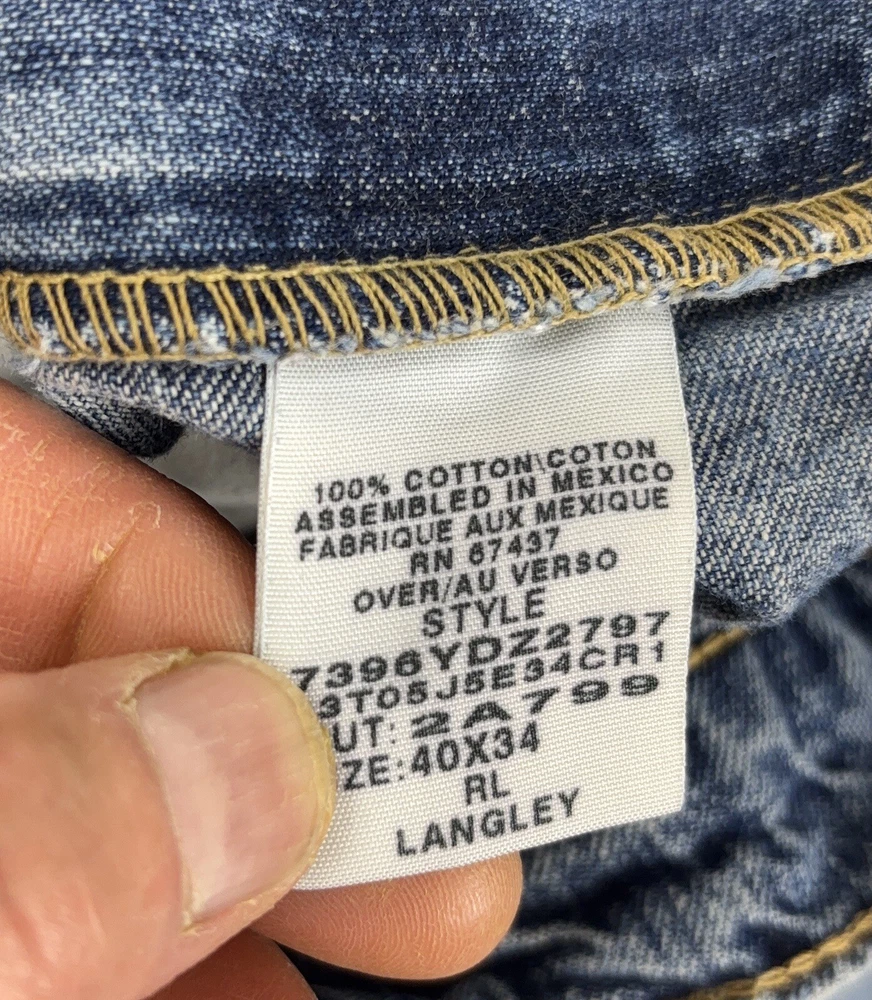 100% COTTON\COTON
ASSEMBLED IN MEXICO
FABRIQUE AUX MEXIQUE
RN 67437
OVER/AU VERSO
STYLE
7396YDZ2797
3T05J5E34CR1
UT: 2A799
ZE:40X34
RL
LANGLEY